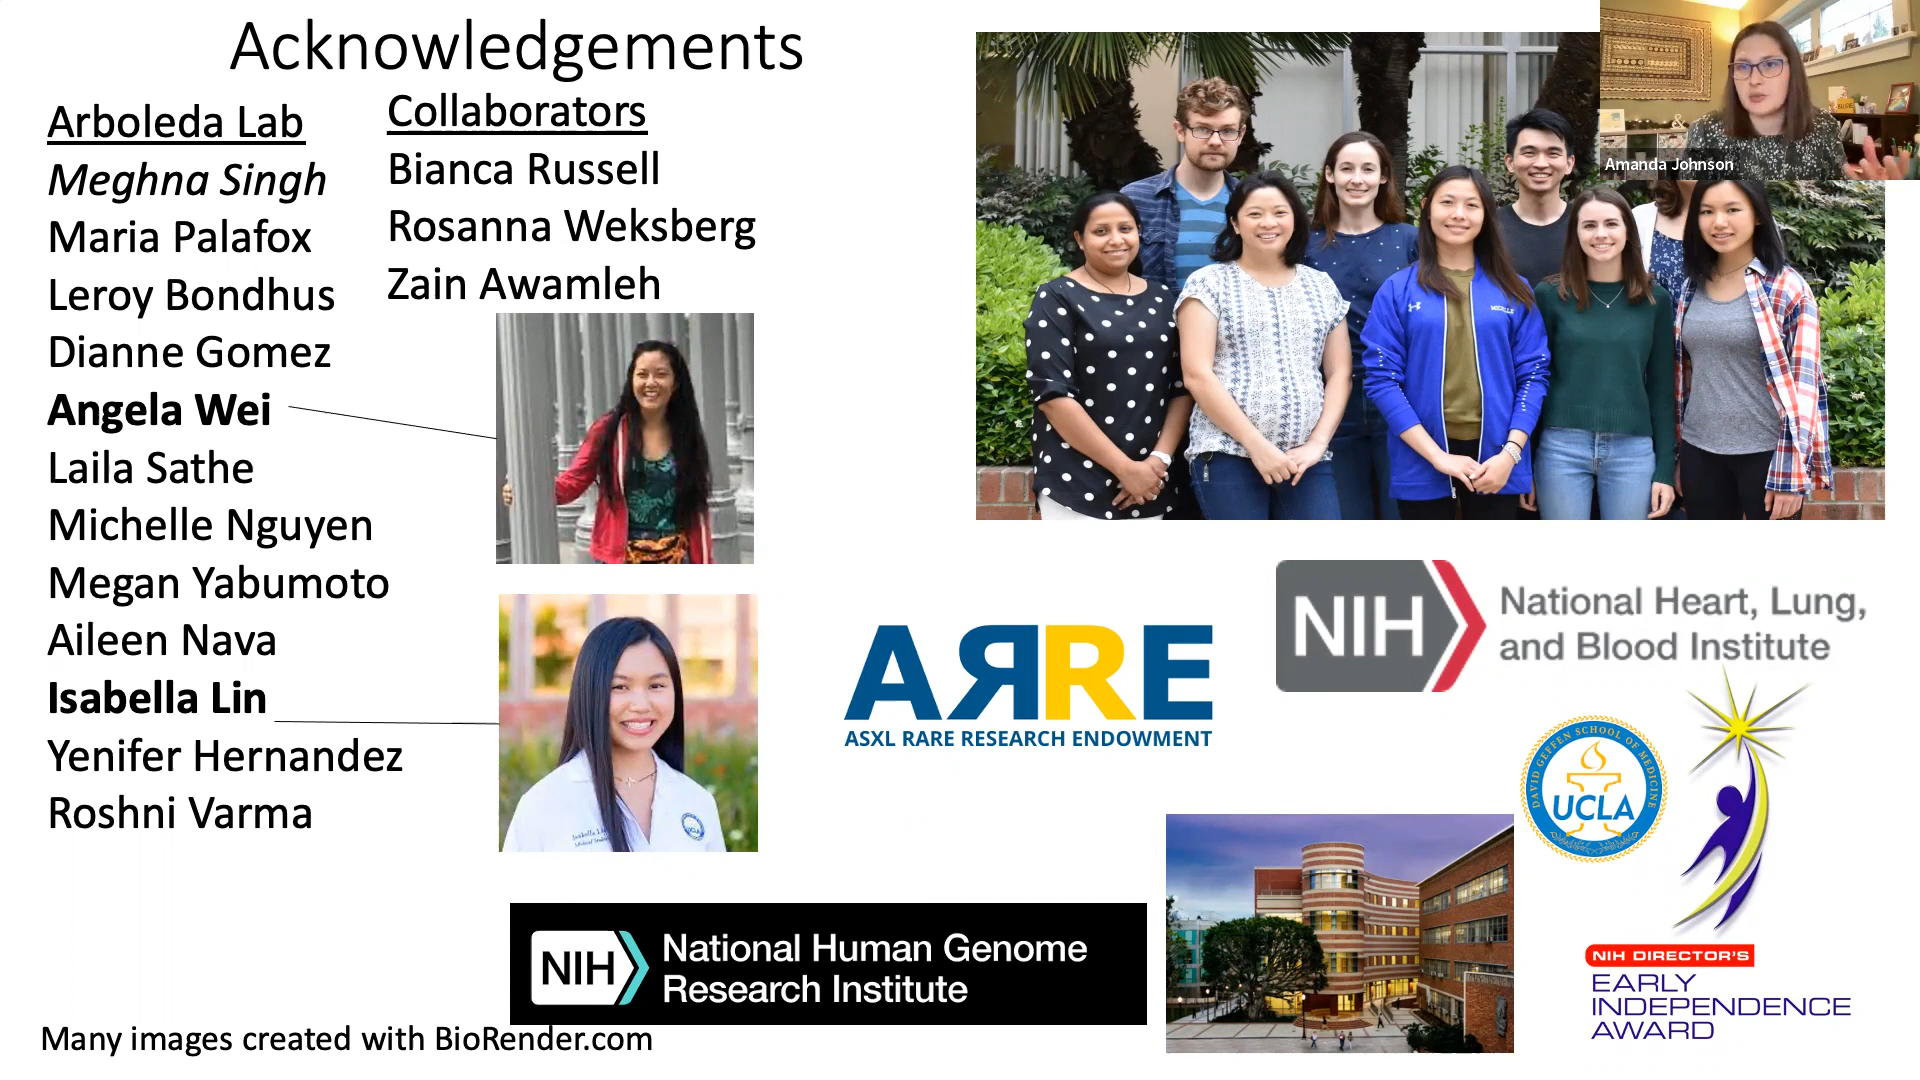 Acknowledgements
Arboleda Lab
Meghna Singh
Maria Palafox
Leroy Bondhus
Dianne Gomez
Angela Wei
Laila Sathe
Michelle Nguyen
Megan Yabumoto
Aileen Nava
Isabella Lin
Yenifer Hernandez
Roshni Varma
Collaborators
Bianca Russell
Rosanna Weksberg
Zain Awamleh
Amanda Johnson
AЯRE
ASXL RARE RESEARCH ENDOWMENT
NIH
National Heart, Lung,
and Blood Institute
DAVID GEFFEN SCHOOL OF MEDICINE
UCLA
NIH DIRECTOR'S
EARLY
INDEPENDENCE
AWARD
NIH
National Human Genome
Research Institute
Many images created with BioRender.com